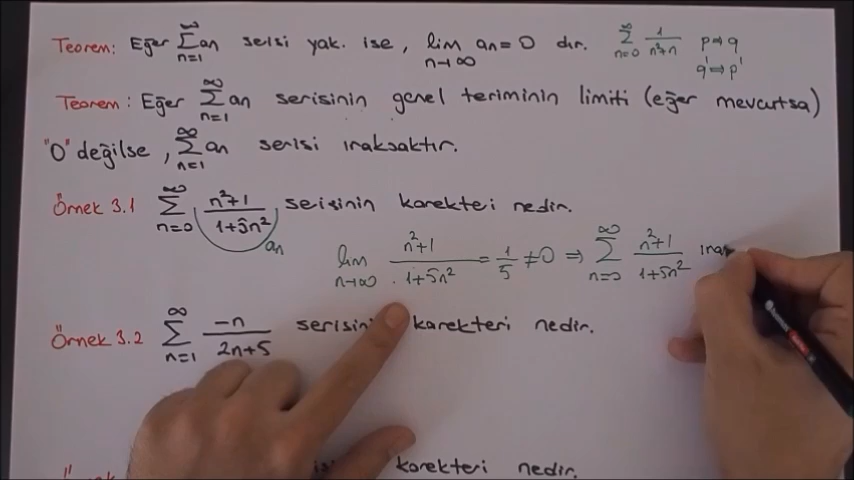 Teorem: Eğer ∞ Σ n=1 an serisi yak. ise, lim n→∞ an = 0 dır. ∞ Σ n=0 1/(n²+n) p⇒q
q'⇒p'
Teorem: Eğer ∞ Σ n=1 an serisinin genel teriminin limiti (eğer mevcutsa)
"0" değilse, ∞ Σ n=1 an serisi ıraksaktır.
Örnek 3.1 ∞ Σ n=0 (n²+1)/(1+5n²) serisinin karekteri nedir.
an
lim n→∞ (n²+1)/(1+5n²) = 1/5 ≠ 0 ⇒ ∞ Σ n=0 (n²+1)/(1+5n²)
Örnek 3.2 ∞ Σ n=1 -n/(2n+5) karekteri nedir.
karekteri nedir.